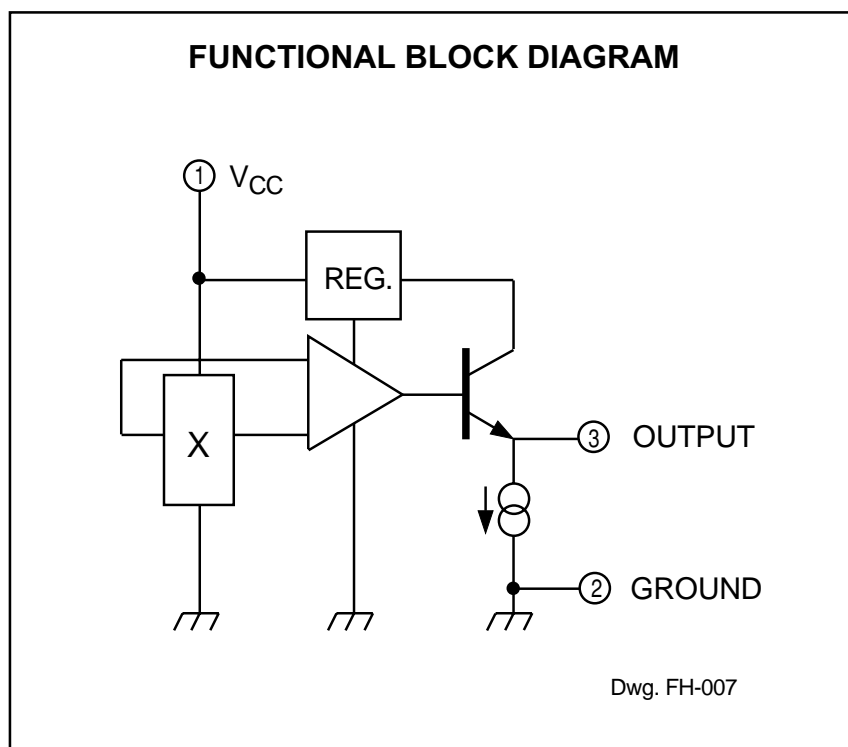 FUNCTIONAL BLOCK DIAGRAM
1 VCC
REG.
X
3 OUTPUT
2 GROUND
Dwg. FH-007